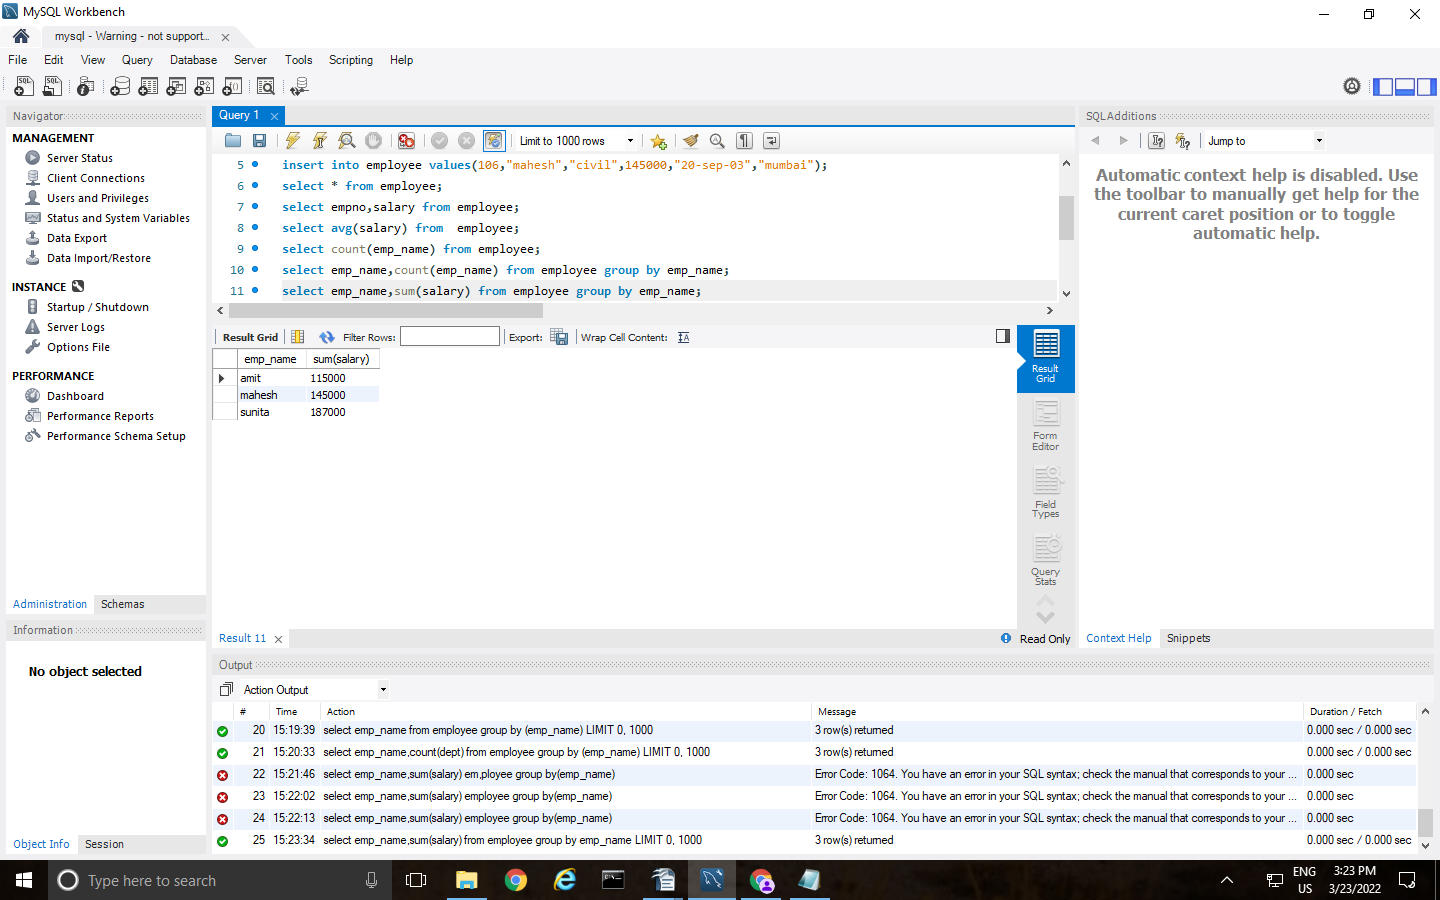 MySQL Workbench
mysql - Warning - not support...
File Edit View Query Database Server Tools Scripting Help
Navigator
MANAGEMENT
Server Status
Client Connections
Users and Privileges
Status and System Variables
Data Export
Data Import/Restore
INSTANCE
Startup / Shutdown
Server Logs
Options File
PERFORMANCE
Dashboard
Performance Reports
Performance Schema Setup
Administration Schemas
Information
No object selected
Object Info Session
Query 1
Limit to 1000 rows
5 insert into employee values(106,"mahesh","civil",145000,"20-sep-03","mumbai");
6 select * from employee;
7 select empno,salary from employee;
8 select avg(salary) from  employee;
9 select count(emp_name) from employee;
10 select emp_name,count(emp_name) from employee group by emp_name;
11 select emp_name,sum(salary) from employee group by emp_name;
Result Grid Filter Rows: Export: Wrap Cell Content:
emp_name sum(salary)
amit 115000
mahesh 145000
sunita 187000
Result Grid
Form Editor
Field Types
Query Stats
Result 11
Read Only
SQLAdditions
Jump to
Automatic context help is disabled. Use
the toolbar to manually get help for the
current caret position or to toggle
automatic help.
Context Help Snippets
Output
Action Output
# Time Action Message Duration / Fetch
20 15:19:39 select emp_name from employee group by (emp_name) LIMIT 0, 1000 3 row(s) returned 0.000 sec / 0.000 sec
21 15:20:33 select emp_name,count(dept) from employee group by (emp_name) LIMIT 0, 1000 3 row(s) returned 0.000 sec / 0.000 sec
22 15:21:46 select emp_name,sum(salary) em,ployee group by(emp_name) Error Code: 1064. You have an error in your SQL syntax; check the manual that corresponds to your ... 0.000 sec
23 15:22:02 select emp_name,sum(salary) employee group by(emp_name) Error Code: 1064. You have an error in your SQL syntax; check the manual that corresponds to your ... 0.000 sec
24 15:22:13 select emp_name,sum(salary) employee group by(emp_name) Error Code: 1064. You have an error in your SQL syntax; check the manual that corresponds to your ... 0.000 sec
25 15:23:34 select emp_name,sum(salary) from employee group by emp_name LIMIT 0, 1000 3 row(s) returned 0.000 sec / 0.000 sec
Type here to search
ENG
US
3:23 PM
3/23/2022